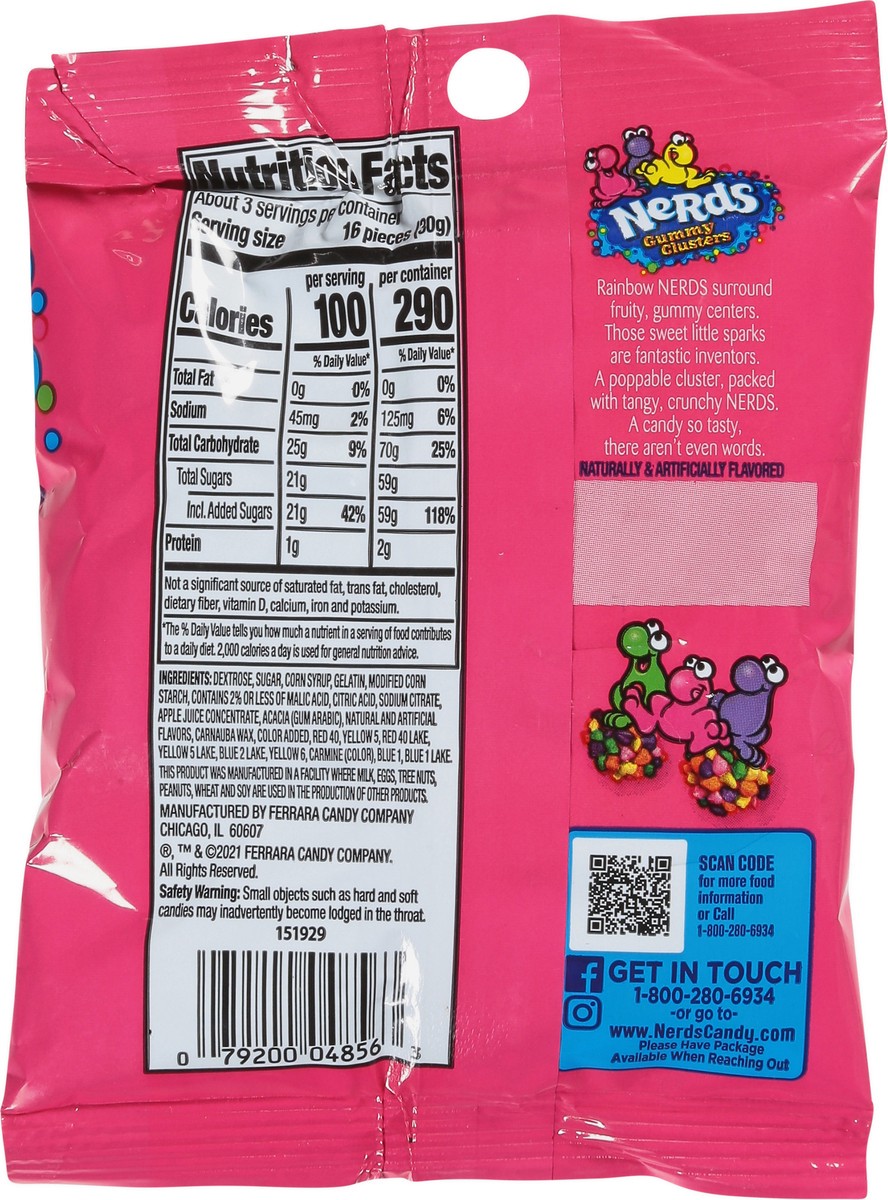 Nutrition Facts
About 3 servings per container
Serving size 16 pieces (30g)
per serving per container
Calories 100 290
% Daily Value* % Daily Value*
Total Fat 0g 0% 0g 0%
Sodium 45mg 2% 125mg 6%
Total Carbohydrate 25g 9% 70g 25%
Total Sugars 21g 59g
Incl. Added Sugars 21g 42% 59g 118%
Protein 1g 2g
Not a significant source of saturated fat, trans fat, cholesterol,
dietary fiber, vitamin D, calcium, iron and potassium.
*The % Daily Value tells you how much a nutrient in a serving of food contributes
to a daily diet. 2,000 calories a day is used for general nutrition advice.
INGREDIENTS: DEXTROSE, SUGAR, CORN SYRUP, GELATIN, MODIFIED CORN
STARCH, CONTAINS 2% OR LESS OF MALIC ACID, CITRIC ACID, SODIUM CITRATE,
APPLE JUICE CONCENTRATE, ACACIA (GUM ARABIC), NATURAL AND ARTIFICIAL
FLAVORS, CARNAUBA WAX, COLOR ADDED, RED 40, YELLOW 5, RED 40 LAKE,
YELLOW 5 LAKE, BLUE 2 LAKE, YELLOW 6, CARMINE (COLOR), BLUE 1, BLUE 1 LAKE.
THIS PRODUCT WAS MANUFACTURED IN A FACILITY WHERE MILK, EGGS, TREE NUTS,
PEANUTS, WHEAT AND SOY ARE USED IN THE PRODUCTION OF OTHER PRODUCTS.
MANUFACTURED BY FERRARA CANDY COMPANY
CHICAGO, IL 60607
®, ™ & ©2021 FERRARA CANDY COMPANY.
All Rights Reserved.
Safety Warning: Small objects such as hard and soft
candies may inadvertently become lodged in the throat.
151929
0 79200 04856 3
NeRds
Gummy
Clusters
Rainbow NERDS surround
fruity, gummy centers.
Those sweet little sparks
are fantastic inventors.
A poppable cluster, packed
with tangy, crunchy NERDS.
A candy so tasty,
there aren't even words.
NATURALLY & ARTIFICIALLY FLAVORED
SCAN CODE
for more food
information
or Call
1-800-280-6934
GET IN TOUCH
1-800-280-6934
-or go to-
www.NerdsCandy.com
Please Have Package
Available When Reaching Out